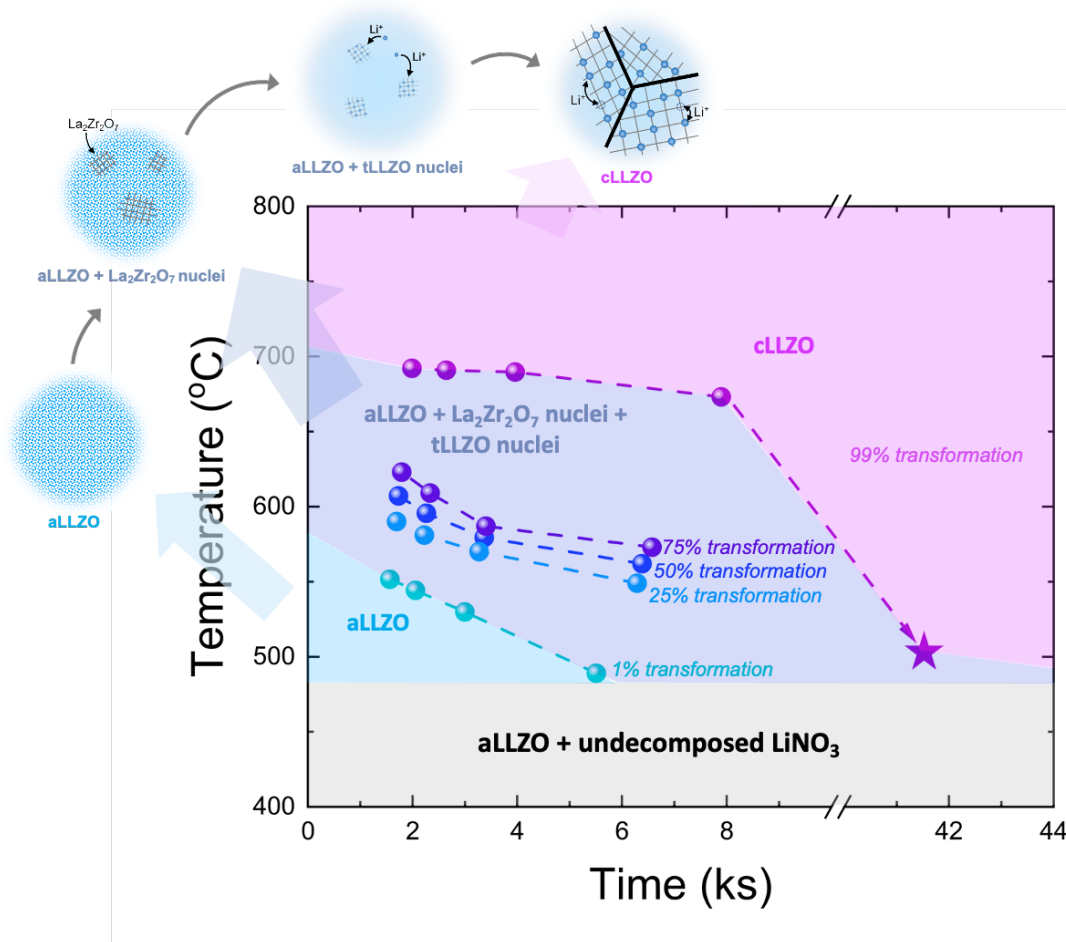 Li⁺
Li⁺
Li⁺
Li⁺
La₂Zr₂O₇
aLLZO + tLLZO nuclei
cLLZO
aLLZO + La₂Zr₂O₇ nuclei
aLLZO
Temperature (⁰C)
800
700
600
500
400
cLLZO
aLLZO + La₂Zr₂O₇ nuclei +
tLLZO nuclei
99% transformation
75% transformation
50% transformation
25% transformation
aLLZO
1% transformation
aLLZO + undecomposed LiNO₃
0
2
4
6
8
42
44
Time (ks)